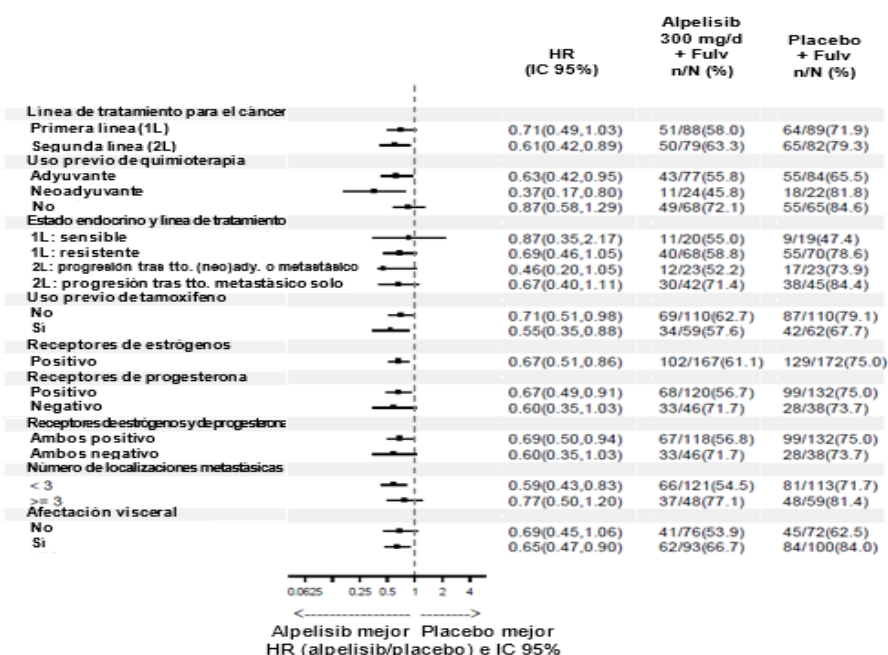 HR
(IC 95%)
Alpelisib
300 mg/d
+ Fulv
n/N (%)
Placebo
+ Fulv
n/N (%)
Línea de tratamiento para el cáncer
Primera línea (1L) 0.71(0.49,1.03) 51/88(58.0) 64/89(71.9)
Segunda línea (2L) 0.61(0.42,0.89) 50/79(63.3) 65/82(79.3)
Uso previo de quimioterapia
Adyuvante 0.63(0.42,0.95) 43/77(55.8) 55/84(65.5)
Neoadyuvante 0.37(0.17,0.80) 11/24(45.8) 18/22(81.8)
No 0.87(0.58,1.29) 49/68(72.1) 55/65(84.6)
Estado endocrino y línea de tratamiento
1L: sensible 0.87(0.35,2.17) 11/20(55.0) 9/19(47.4)
1L: resistente 0.69(0.46,1.05) 40/68(58.8) 55/70(78.6)
2L: progresión tras tto. (neo)ady. o metastásico 0.46(0.20,1.05) 12/23(52.2) 17/23(73.9)
2L: progresión tras tto. metastásico solo 0.67(0.40,1.11) 30/42(71.4) 38/45(84.4)
Uso previo de tamoxifeno
No 0.71(0.51,0.98) 69/110(62.7) 87/110(79.1)
Sí 0.55(0.35,0.88) 34/59(57.6) 42/62(67.7)
Receptores de estrógenos
Positivo 0.67(0.51,0.86) 102/167(61.1) 129/172(75.0)
Receptores de progesterona
Positivo 0.67(0.49,0.91) 68/120(56.7) 99/132(75.0)
Negativo 0.60(0.35,1.03) 33/46(71.7) 28/38(73.7)
Receptores de estrógenos y de progesterona
Ambos positivo 0.69(0.50,0.94) 67/118(56.8) 99/132(75.0)
Ambos negativo 0.60(0.35,1.03) 33/46(71.7) 28/38(73.7)
Número de localizaciones metastásicas
< 3 0.59(0.43,0.83) 66/121(54.5) 81/113(71.7)
>= 3 0.77(0.50,1.20) 37/48(77.1) 48/59(81.4)
Afectación visceral
No 0.69(0.45,1.06) 41/76(53.9) 45/72(62.5)
Sí 0.65(0.47,0.90) 62/93(66.7) 84/100(84.0)
0.0625 0.25 0.5 1 2 4
<---------------------- ----------->
Alpelisib mejor Placebo mejor
HR (alpelisib/placebo) e IC 95%